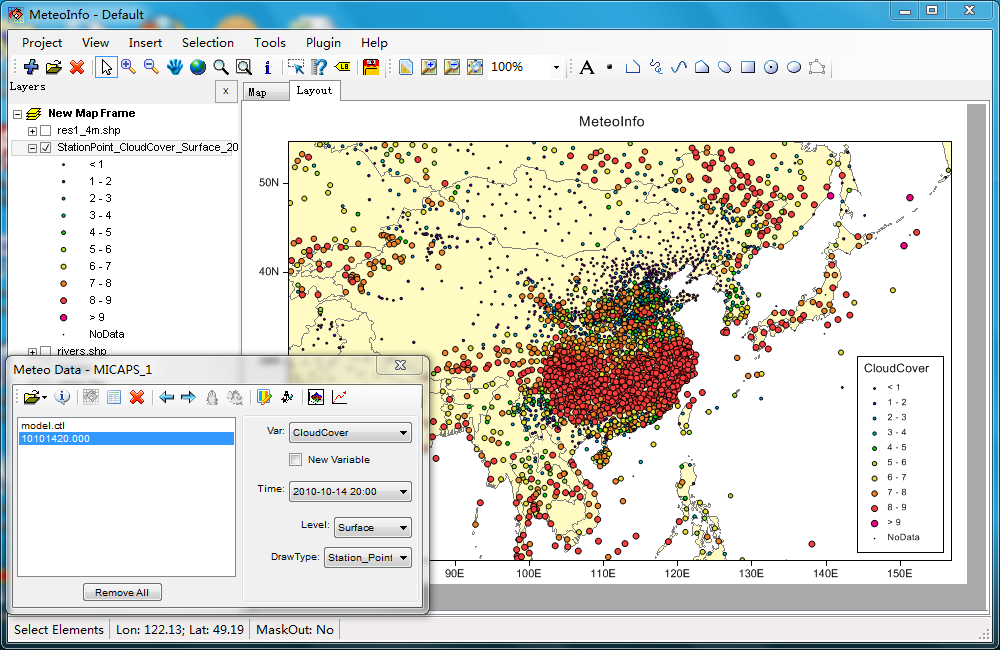 MeteoInfo - Default
Project View Insert Selection Tools Plugin Help
100% A
Layers x
Map Layout
New Map Frame
res1_4m.shp
StationPoint_CloudCover_Surface_20
< 1
1 - 2
2 - 3
3 - 4
4 - 5
5 - 6
6 - 7
7 - 8
8 - 9
> 9
NoData
rivers.shp
MeteoInfo
50N
40N
90E 100E 110E 120E 130E 140E 150E
CloudCover
< 1
1 - 2
2 - 3
3 - 4
4 - 5
5 - 6
6 - 7
7 - 8
8 - 9
> 9
NoData
Meteo Data - MICAPS_1
model.ctl
10101420.000
Remove All
Var: CloudCover
New Variable
Time: 2010-10-14 20:00
Level: Surface
DrawType: Station_Point
Select Elements Lon: 122.13; Lat: 49.19 MaskOut: No